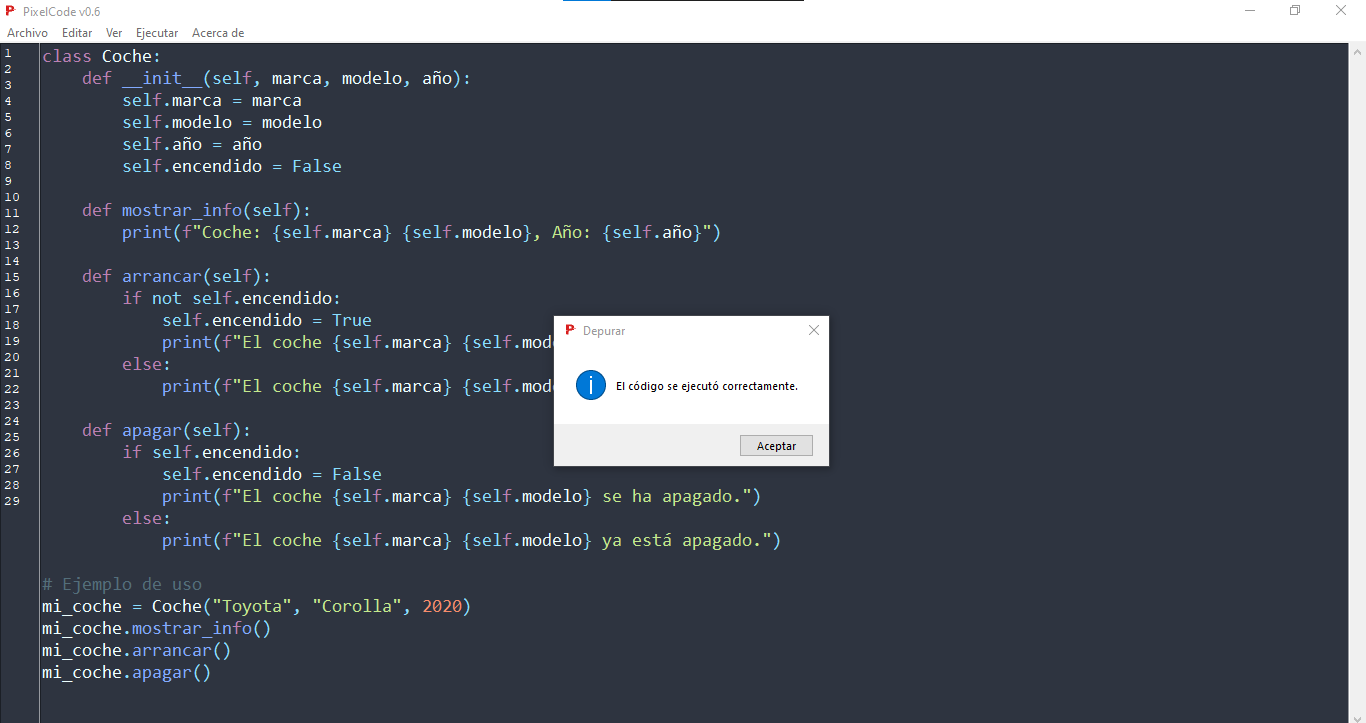 PixelCode v0.6
Archivo Editar Ver Ejecutar Acerca de
1
2
3
4
5
6
7
8
9
10
11
12
13
14
15
16
17
18
19
20
21
22
23
24
25
26
27
28
29
class Coche:
    def __init__(self, marca, modelo, año):
        self.marca = marca
        self.modelo = modelo
        self.año = año
        self.encendido = False
    def mostrar_info(self):
        print(f"Coche: {self.marca} {self.modelo}, Año: {self.año}")
    def arrancar(self):
        if not self.encendido:
            self.encendido = True
            print(f"El coche {self.marca} {self.mode
        else:
            print(f"El coche {self.marca} {self.mode
    def apagar(self):
        if self.encendido:
            self.encendido = False
            print(f"El coche {self.marca} {self.modelo} se ha apagado.")
        else:
            print(f"El coche {self.marca} {self.modelo} ya está apagado.")
# Ejemplo de uso
mi_coche = Coche("Toyota", "Corolla", 2020)
mi_coche.mostrar_info()
mi_coche.arrancar()
mi_coche.apagar()
Depurar
El código se ejecutó correctamente.
Aceptar